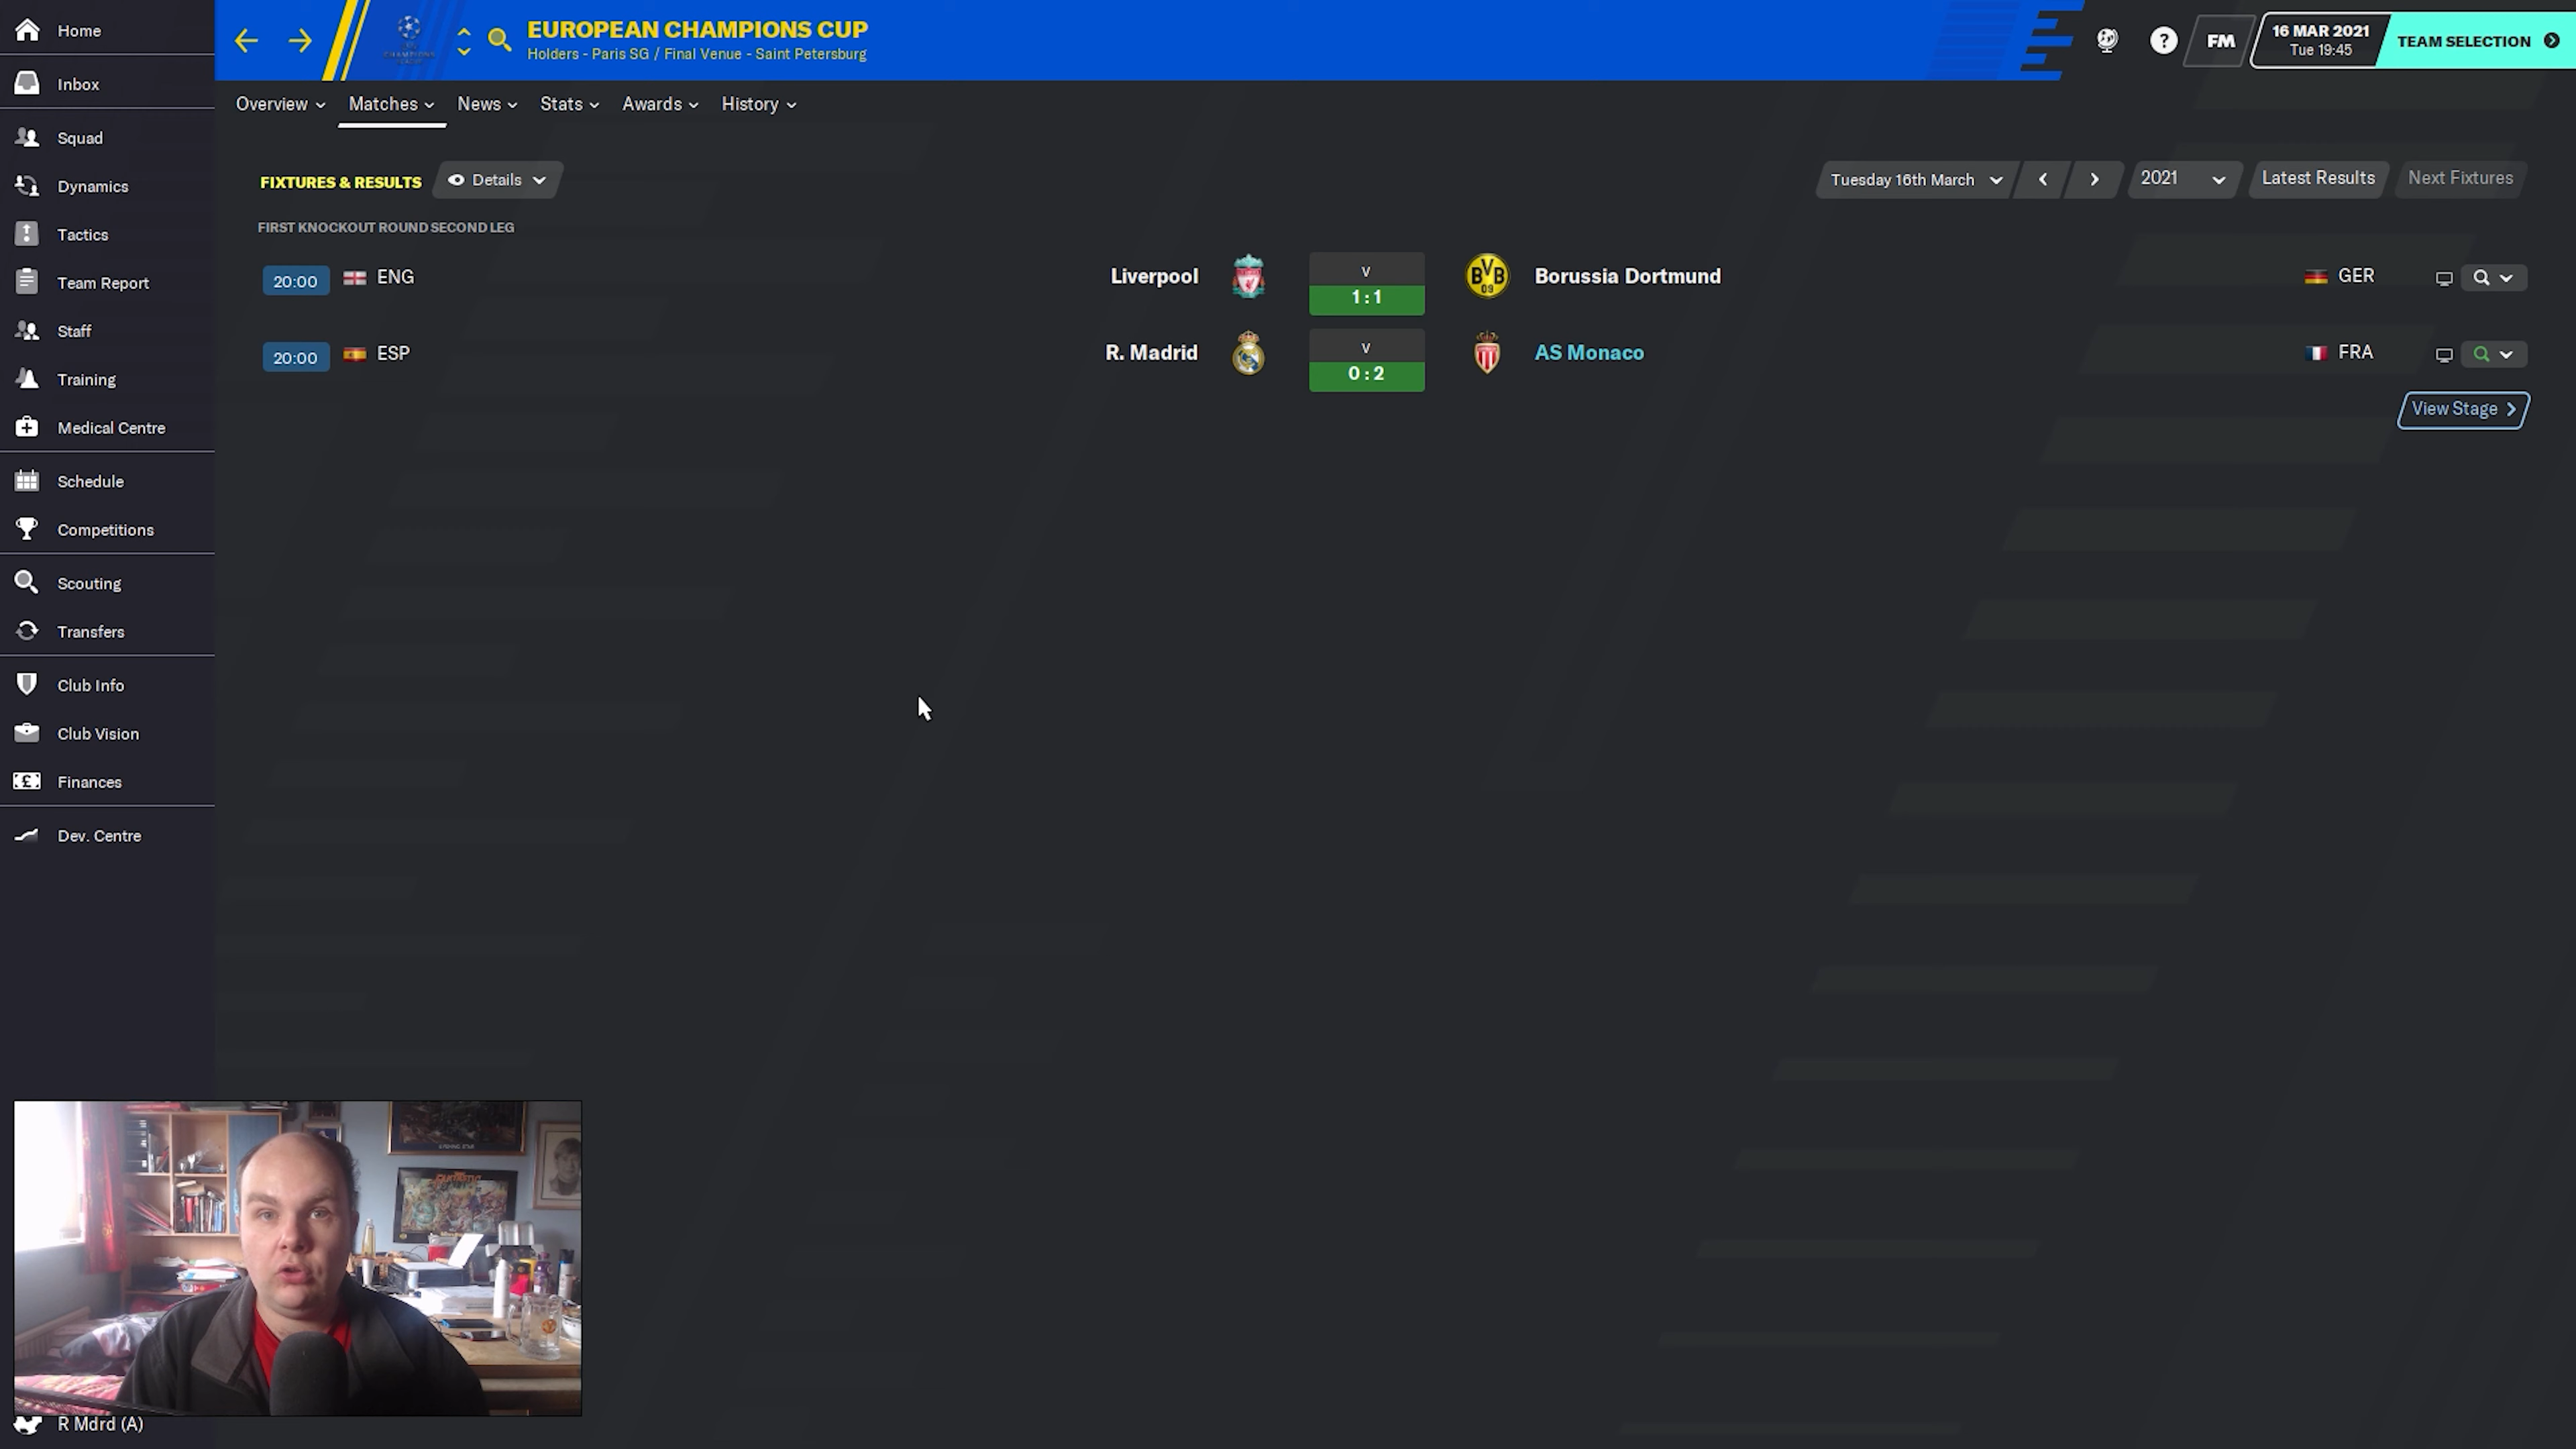 Home
Inbox
Squad
Dynamics
Tactics
Team Report
Staff
Training
Medical Centre
Schedule
Competitions
Scouting
Transfers
Club Info
Club Vision
Finances
Dev. Centre
R Mdrd (A)
EUROPEAN CHAMPIONS CUP
Holders - Paris SG / Final Venue - Saint Petersburg
FM
16 MAR 2021
Tue 19:45
TEAM SELECTION
Overview Matches News Stats Awards History
FIXTURES & RESULTS Details Tuesday 16th March 2021 Latest Results Next Fixtures
FIRST KNOCKOUT ROUND SECOND LEG
20:00 ENG Liverpool v Borussia Dortmund GER
1 : 1
20:00 ESP R. Madrid v AS Monaco FRA
0 : 2
View Stage